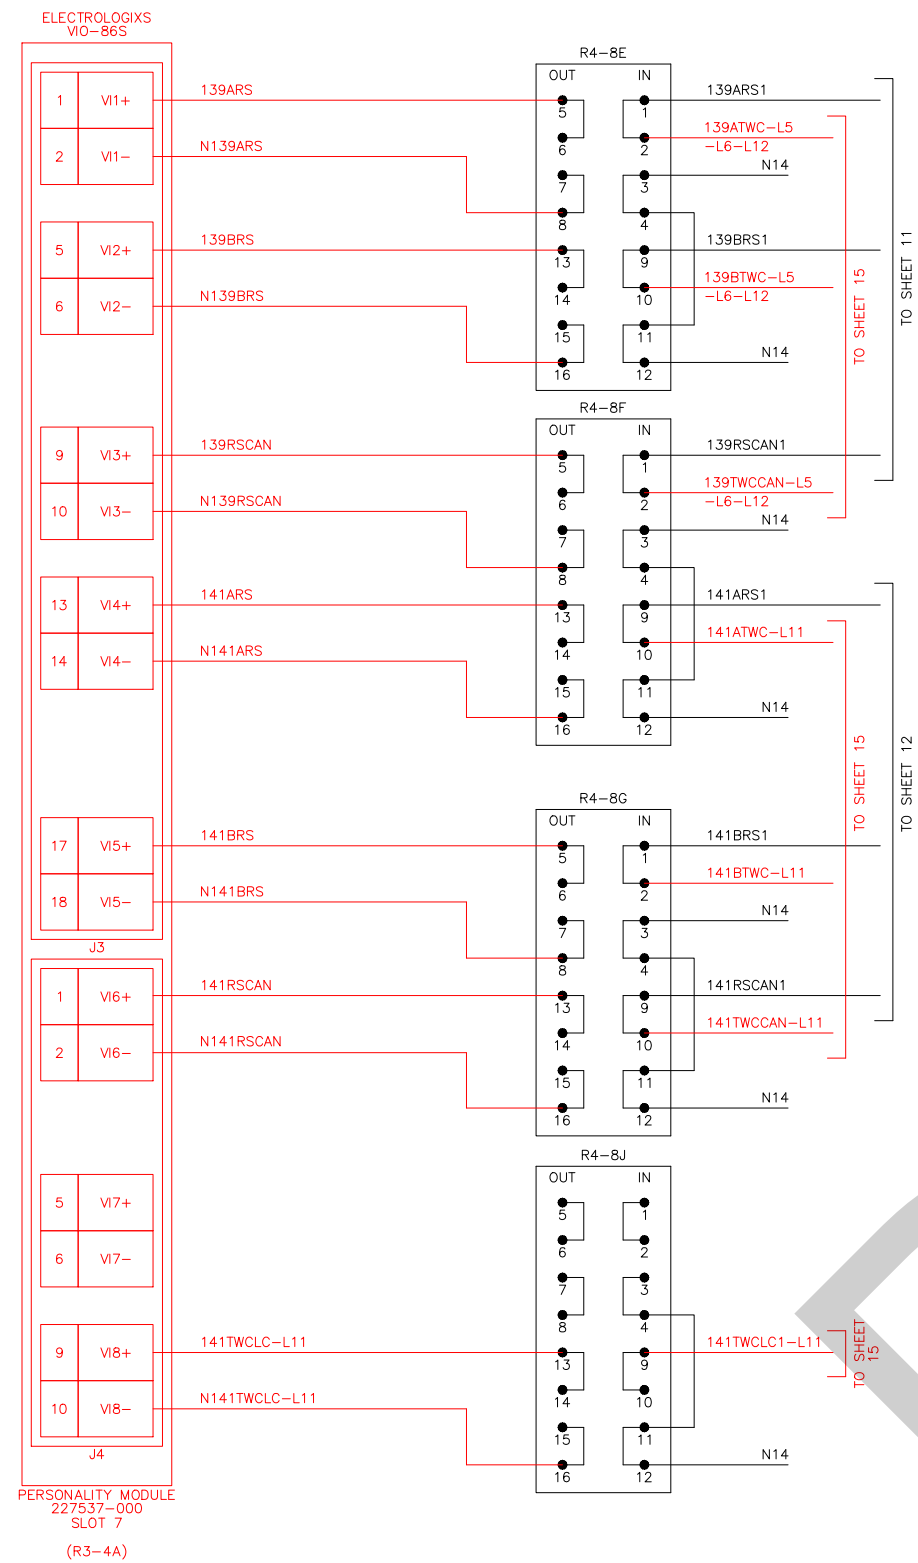 ELECTROLOGIXS
VIO-86S
1 VI1+ 139ARS
2 VI1- N139ARS
5 VI2+ 139BRS
6 VI2- N139BRS
9 VI3+ 139RSCAN
10 VI3- N139RSCAN
13 VI4+ 141ARS
14 VI4- N141ARS
17 VI5+ 141BRS
18 VI5- N141BRS
J3
1 VI6+ 141RSCAN
2 VI6- N141RSCAN
5 VI7+
6 VI7-
9 VI8+ 141TWCLC-L11
10 VI8- N141TWCLC-L11
J4
PERSONALITY MODULE
227537-000
SLOT 7
(R3-4A)
R4-8E
OUT IN
5 1 139ARS1
6 2 139ATWC-L5
-L6-L12
7 3 N14
8 4
13 9 139BRS1
14 10 139BTWC-L5
-L6-L12
15 11
16 12 N14
R4-8F
OUT IN
5 1 139RSCAN1
6 2 139TWCCAN-L5
-L6-L12
7 3 N14
8 4
13 9 141ARS1
14 10 141ATWC-L11
15 11
16 12 N14
R4-8G
OUT IN
5 1 141BRS1
6 2 141BTWC-L11
7 3 N14
8 4
13 9 141RSCAN1
14 10 141TWCCAN-L11
15 11
16 12 N14
R4-8J
OUT IN
5 1
6 2
7 3
8 4
13 9 141TWCLC1-L11
14 10
15 11
16 12 N14
TO SHEET 15
TO SHEET 11
TO SHEET 15
TO SHEET 12
TO SHEET
15